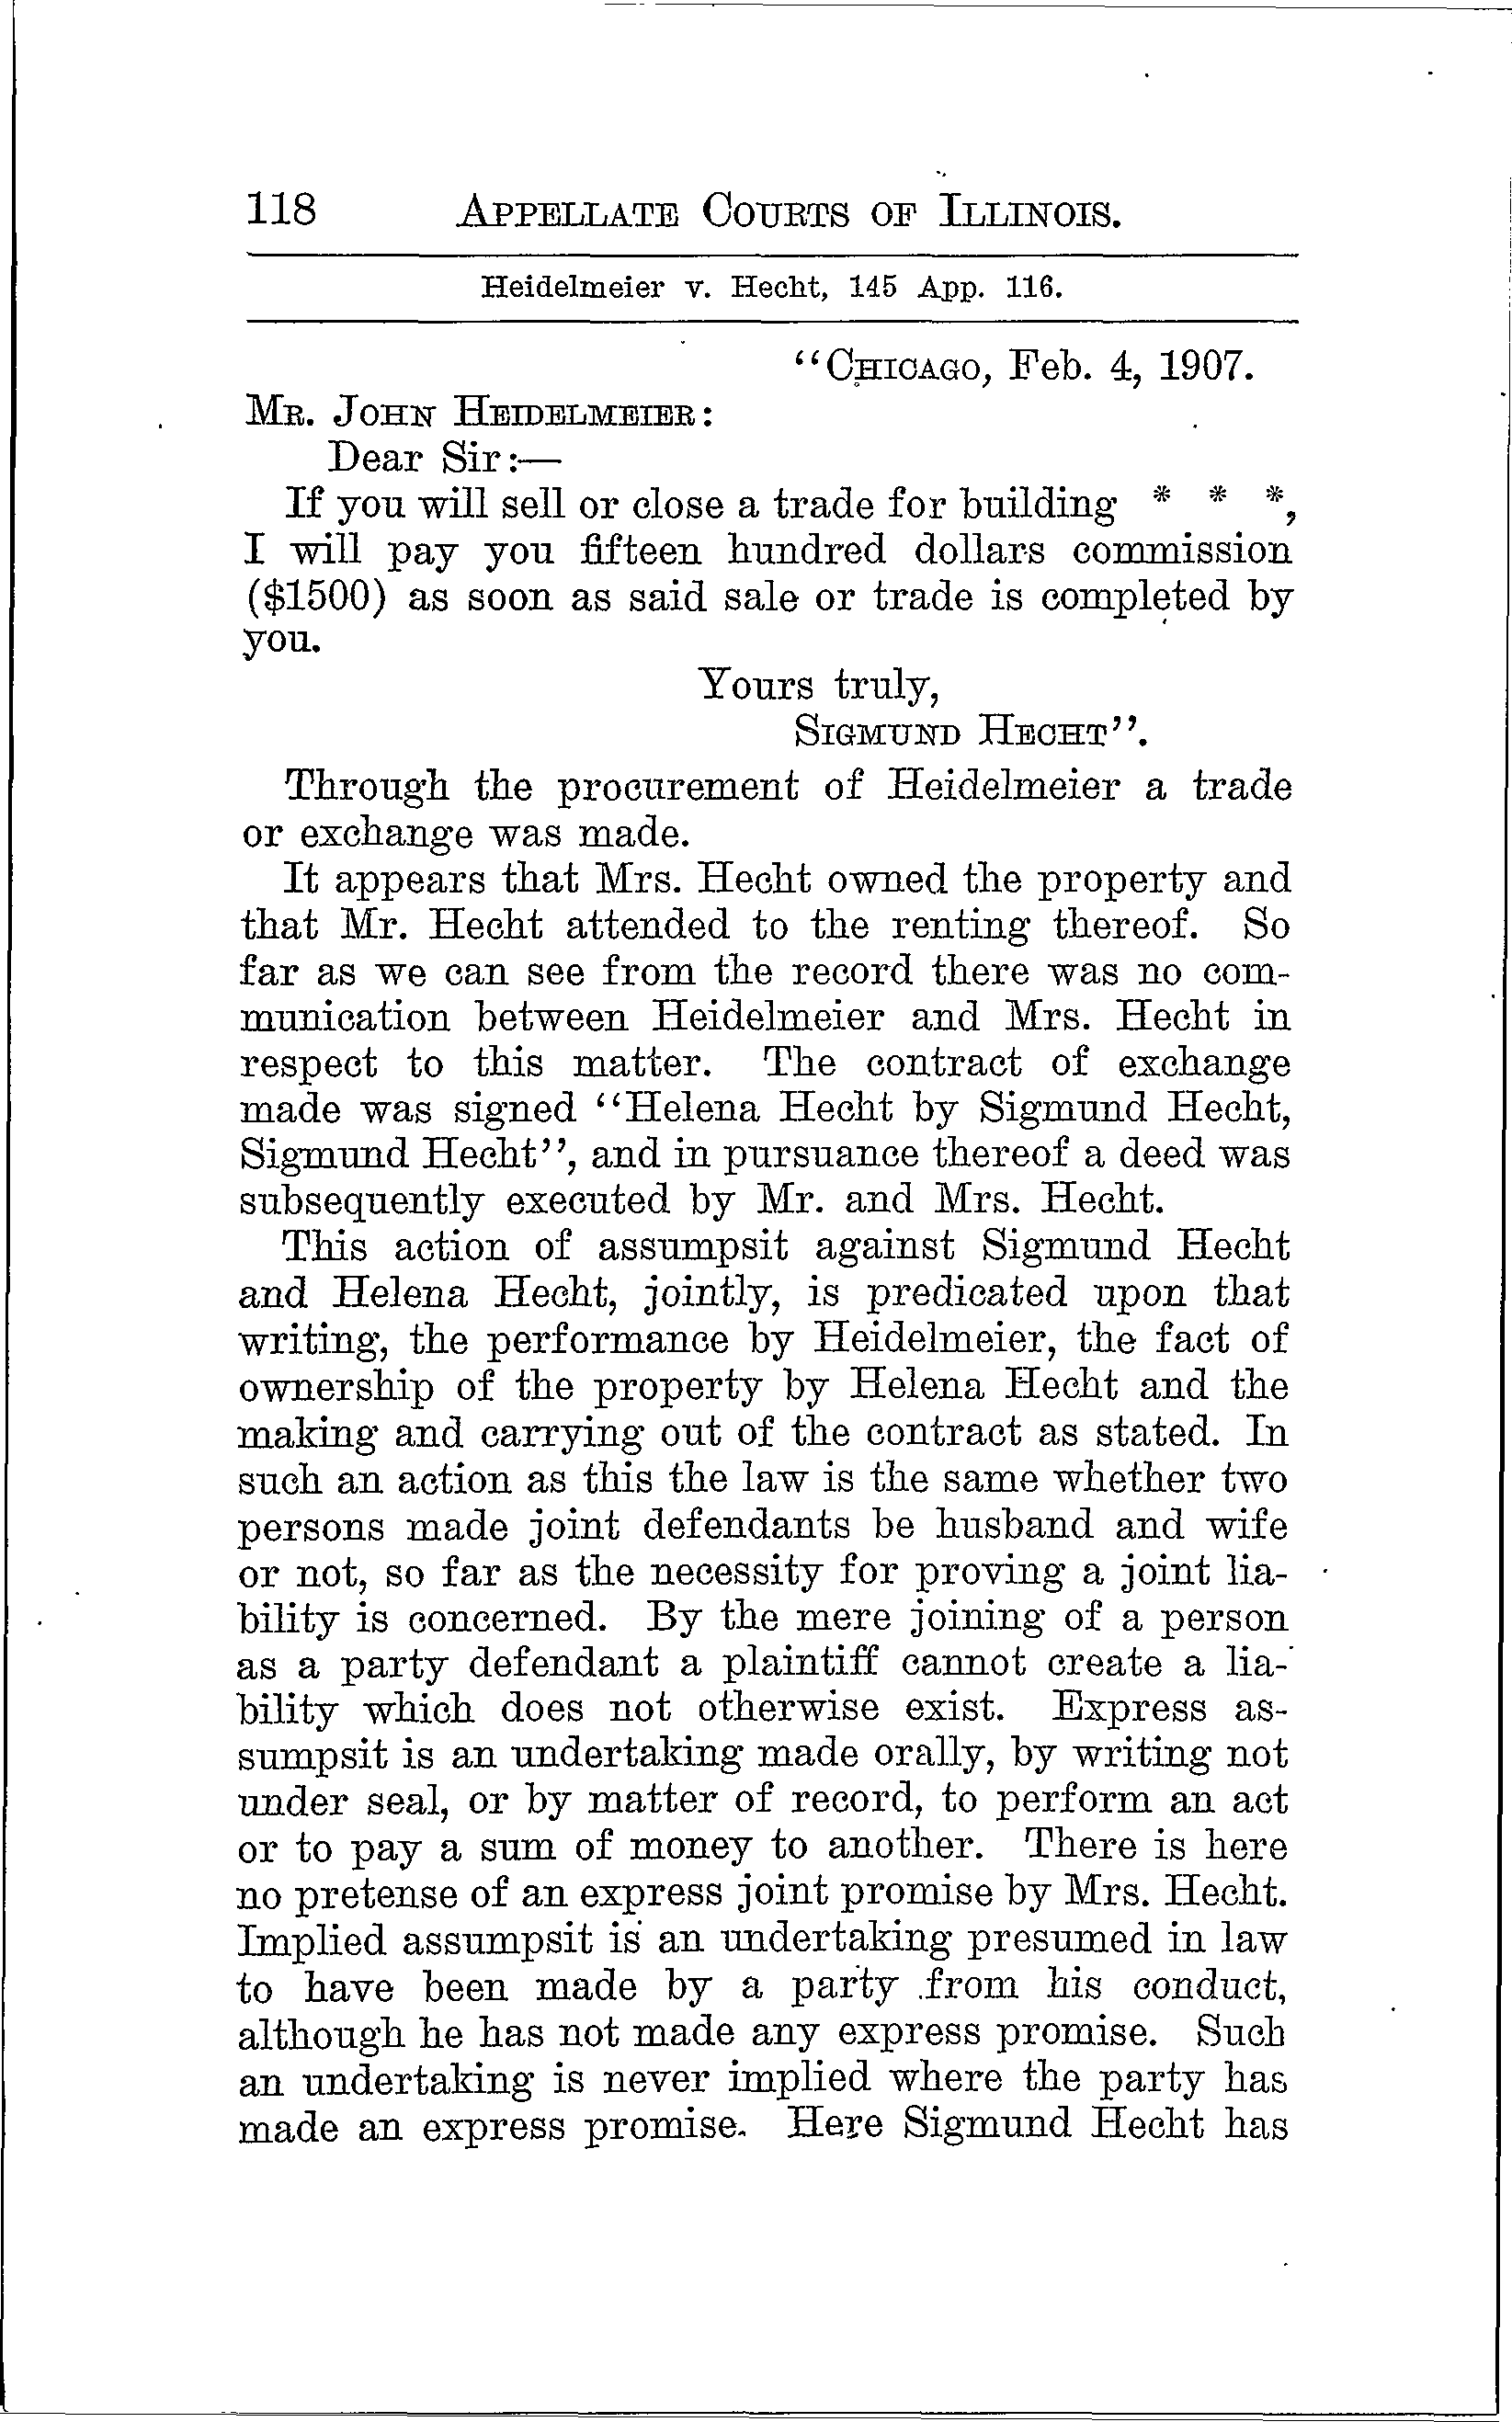 118 APPELLATE COURTS OF ILLINOIS.
Heidelmeier v. Hecht, 145 App. 116.
“CHICAGO, Feb. 4, 1907.
MR. JOHN HEIDELMEIER:
Dear Sir:—
If you will sell or close a trade for building * * *,
I will pay you fifteen hundred dollars commission
($1500) as soon as said sale or trade is completed by
you.
Yours truly,
SIGMUND HECHT”.
Through the procurement of Heidelmeier a trade
or exchange was made.
It appears that Mrs. Hecht owned the property and
that Mr. Hecht attended to the renting thereof. So
far as we can see from the record there was no com-
munication between Heidelmeier and Mrs. Hecht in
respect to this matter. The contract of exchange
made was signed “Helena Hecht by Sigmund Hecht,
Sigmund Hecht”, and in pursuance thereof a deed was
subsequently executed by Mr. and Mrs. Hecht.
This action of assumpsit against Sigmund Hecht
and Helena Hecht, jointly, is predicated upon that
writing, the performance by Heidelmeier, the fact of
ownership of the property by Helena Hecht and the
making and carrying out of the contract as stated. In
such an action as this the law is the same whether two
persons made joint defendants be husband and wife
or not, so far as the necessity for proving a joint lia-
bility is concerned. By the mere joining of a person
as a party defendant a plaintiff cannot create a lia-
bility which does not otherwise exist. Express as-
sumpsit is an undertaking made orally, by writing not
under seal, or by matter of record, to perform an act
or to pay a sum of money to another. There is here
no pretense of an express joint promise by Mrs. Hecht.
Implied assumpsit is an undertaking presumed in law
to have been made by a party from his conduct,
although he has not made any express promise. Such
an undertaking is never implied where the party has
made an express promise. Here Sigmund Hecht has